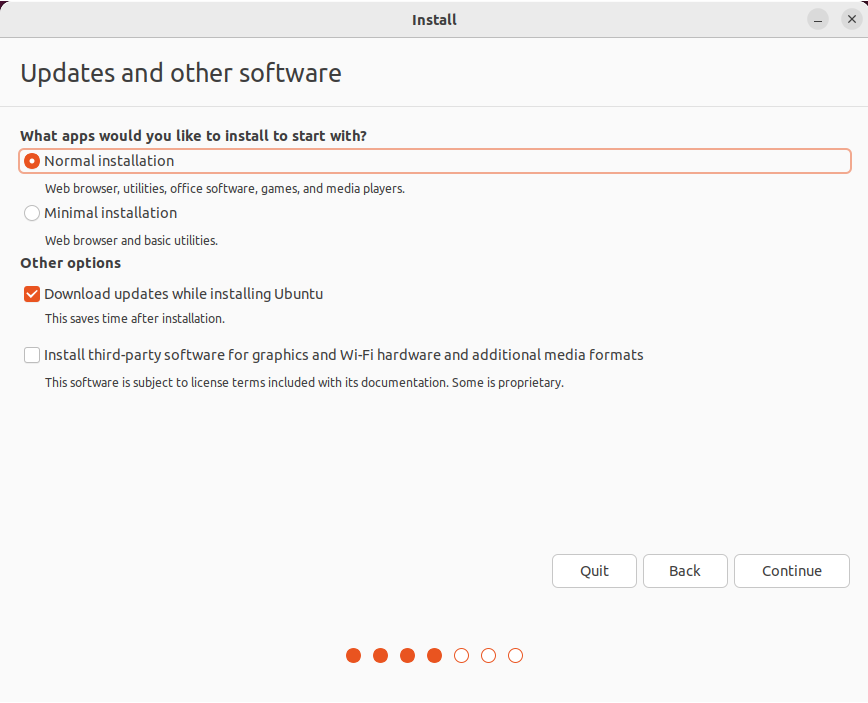 Install
Updates and other software
What apps would you like to install to start with?
Normal installation
Web browser, utilities, office software, games, and media players.
Minimal installation
Web browser and basic utilities.
Other options
Download updates while installing Ubuntu
This saves time after installation.
Install third-party software for graphics and Wi-Fi hardware and additional media formats
This software is subject to license terms included with its documentation. Some is proprietary.
Quit Back Continue